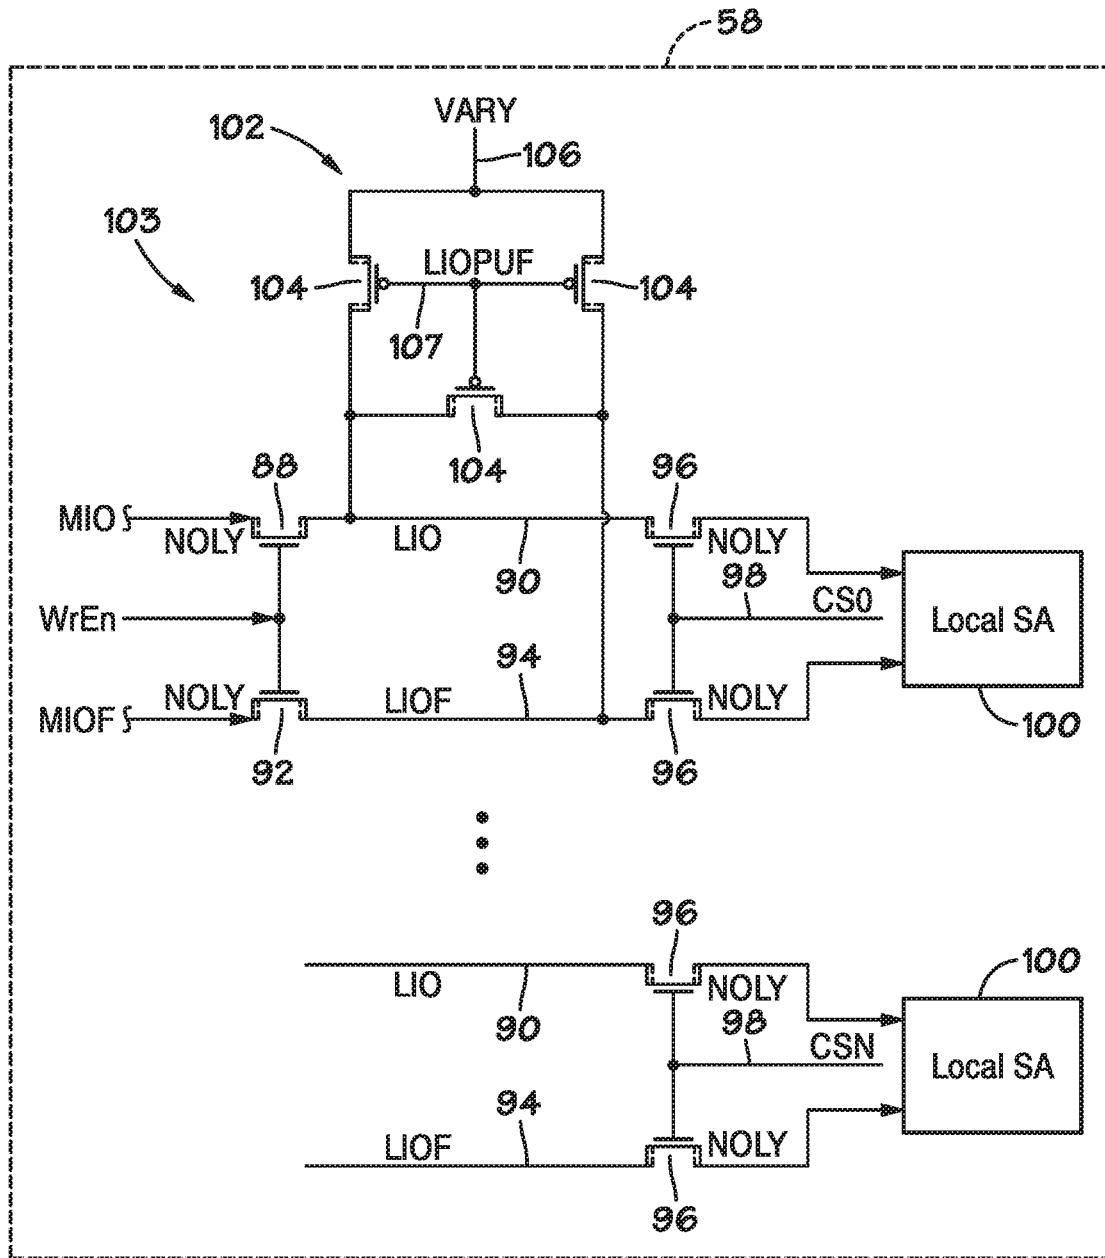 58
VARY
102
106
103
LIOPUF
104
104
107
104
88
96
MIO
NOLY
LIO
NOLY
90
98
CS0
WrEn
Local SA
94
NOLY
NOLY
MIOF
LIOF
100
92
96
96
100
LIO
NOLY
90
98
CSN
Local SA
94
NOLY
LIOF
96